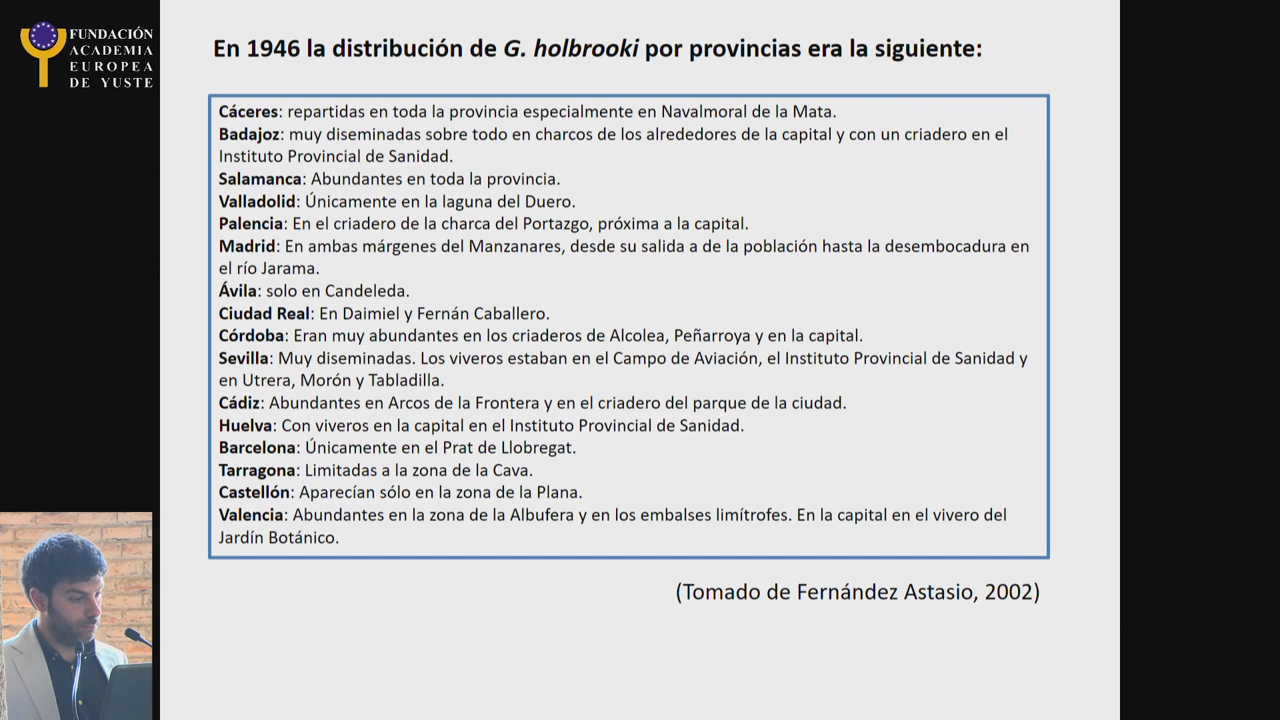 FUNDACIÓN
ACADEMIA
EUROPEA
DE YUSTE
En 1946 la distribución de G. holbrooki por provincias era la siguiente:
Cáceres: repartidas en toda la provincia especialmente en Navalmoral de la Mata.
Badajoz: muy diseminadas sobre todo en charcos de los alrededores de la capital y con un criadero en el
Instituto Provincial de Sanidad.
Salamanca: Abundantes en toda la provincia.
Valladolid: Únicamente en la laguna del Duero.
Palencia: En el criadero de la charca del Portazgo, próxima a la capital.
Madrid: En ambas márgenes del Manzanares, desde su salida a de la población hasta la desembocadura en
el río Jarama.
Ávila: solo en Candeleda.
Ciudad Real: En Daimiel y Fernán Caballero.
Córdoba: Eran muy abundantes en los criaderos de Alcolea, Peñarroya y en la capital.
Sevilla: Muy diseminadas. Los viveros estaban en el Campo de Aviación, el Instituto Provincial de Sanidad y
en Utrera, Morón y Tabladilla.
Cádiz: Abundantes en Arcos de la Frontera y en el criadero del parque de la ciudad.
Huelva: Con viveros en la capital en el Instituto Provincial de Sanidad.
Barcelona: Únicamente en el Prat de Llobregat.
Tarragona: Limitadas a la zona de la Cava.
Castellón: Aparecían sólo en la zona de la Plana.
Valencia: Abundantes en la zona de la Albufera y en los embalses limítrofes. En la capital en el vivero del
Jardín Botánico.
(Tomado de Fernández Astasio, 2002)